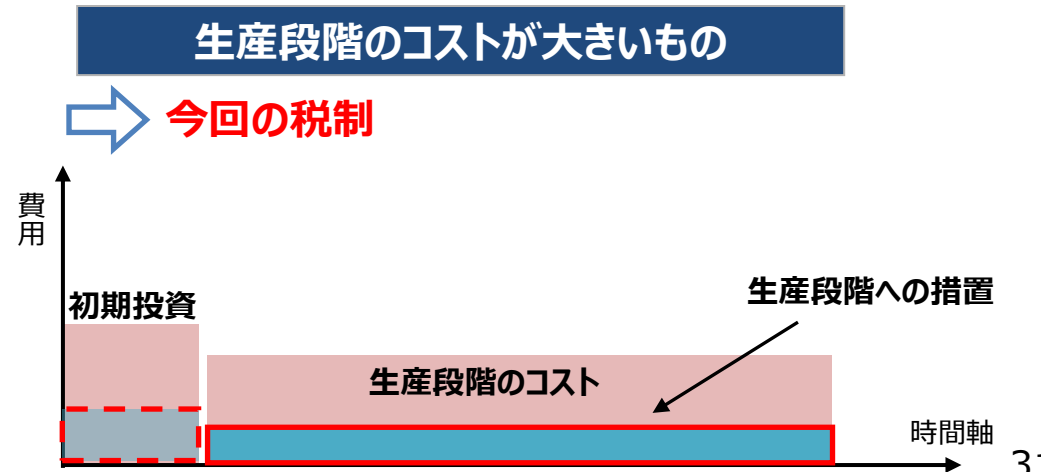 生産段階のコストが大きいもの
今回の税制
費用
初期投資
生産段階への措置
生産段階のコスト
時間軸